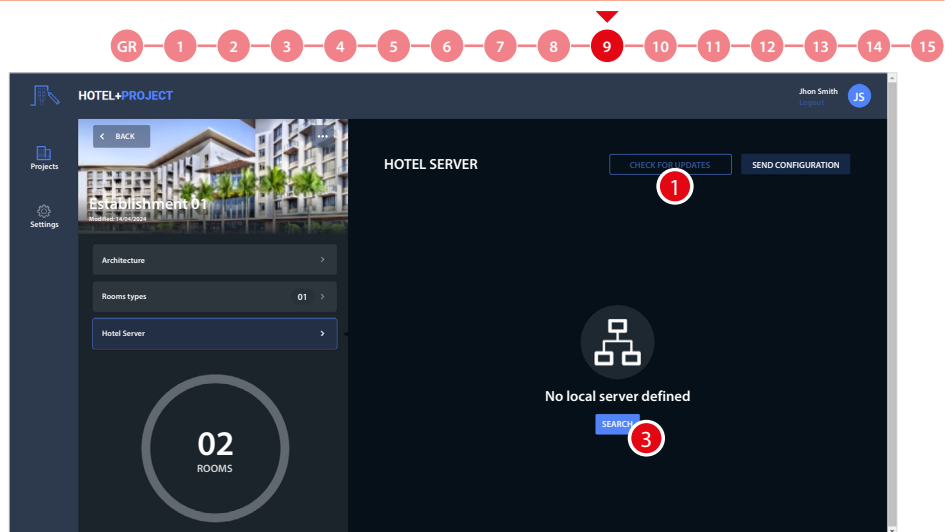 GR 1 2 3 4 5 6 7 8 9 10 11 12 13 14 15
HOTEL+PROJECT
Jhon Smith
Logout
JS
BACK
Projects
HOTEL SERVER
CHECK FOR UPDATES
SEND CONFIGURATION
1
Establishment 01
Modified: 14/04/2024
Settings
Architecture
Rooms types 01
Hotel Server
No local server defined
SEARCH
3
02
ROOMS